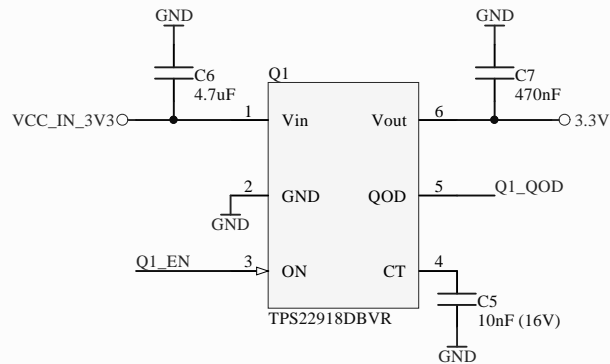 GND
GND
C6
4.7uF
Q1
C7
470nF
VCC_IN_3V3
1
Vin
Vout
6
3.3V
2
GND
QOD
5
Q1_QOD
GND
Q1_EN
3
ON
CT
4
C5
10nF (16V)
TPS22918DBVR
GND